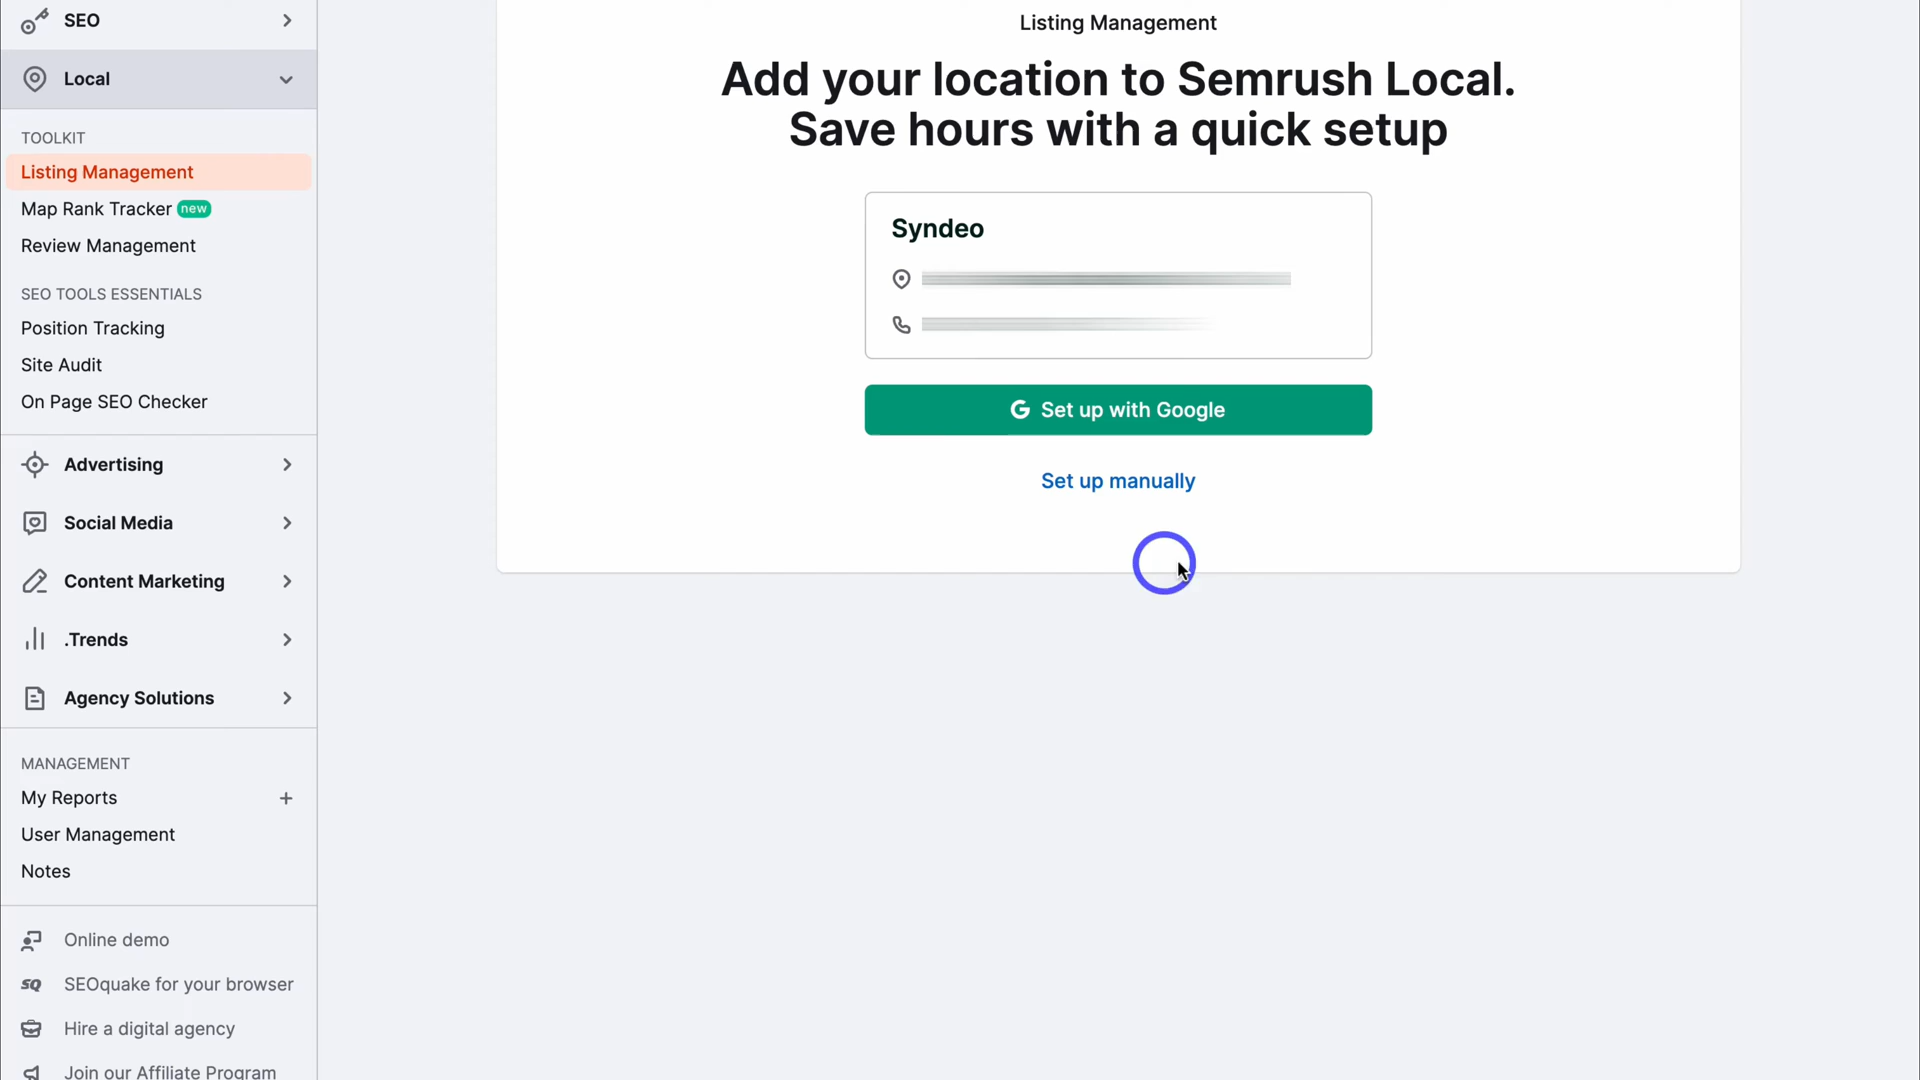 SEO
Local
TOOLKIT
Listing Management
Map Rank Tracker new
Review Management
SEO TOOLS ESSENTIALS
Position Tracking
Site Audit
On Page SEO Checker
Advertising
Social Media
Content Marketing
.Trends
Agency Solutions
MANAGEMENT
My Reports +
User Management
Notes
Online demo
SQ SEOquake for your browser
Hire a digital agency
Join our Affiliate Program
Listing Management
Add your location to Semrush Local.
Save hours with a quick setup
Syndeo
G Set up with Google
Set up manually